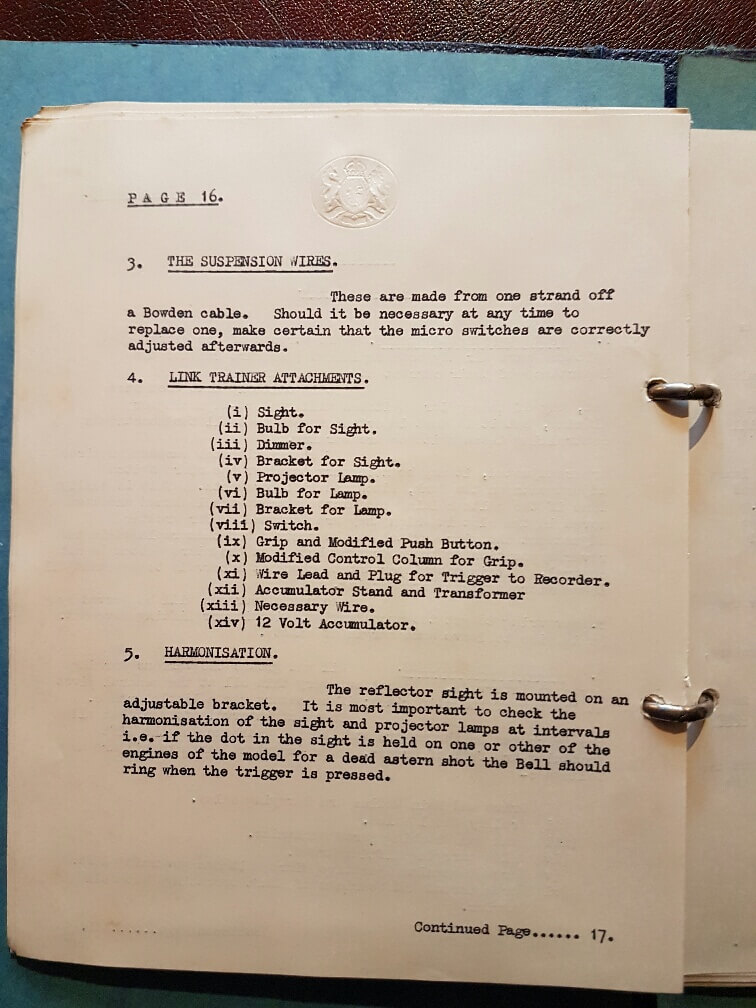 PAGE 16.
3. THE SUSPENSION WIRES.
These are made from one strand off
a Bowden cable. Should it be necessary at any time to
replace one, make certain that the micro switches are correctly
adjusted afterwards.
4. LINK TRAINER ATTACHMENTS.
(i) Sight.
(ii) Bulb for Sight.
(iii) Dimmer.
(iv) Bracket for Sight.
(v) Projector Lamp.
(vi) Bulb for Lamp.
(vii) Bracket for Lamp.
(viii) Switch.
(ix) Grip and Modified Push Button.
(x) Modified Control Column for Grip.
(xi) Wire Lead and Plug for Trigger to Recorder.
(xii) Accumulator Stand and Transformer
(xiii) Necessary Wire.
(xiv) 12 Volt Accumulator.
5. HARMONISATION.
The reflector sight is mounted on an
adjustable bracket. It is most important to check the
harmonisation of the sight and projector lamps at intervals
i.e. if the dot in the sight is held on one or other of the
engines of the model for a dead astern shot the Bell should
ring when the trigger is pressed.
Continued Page...... 17.